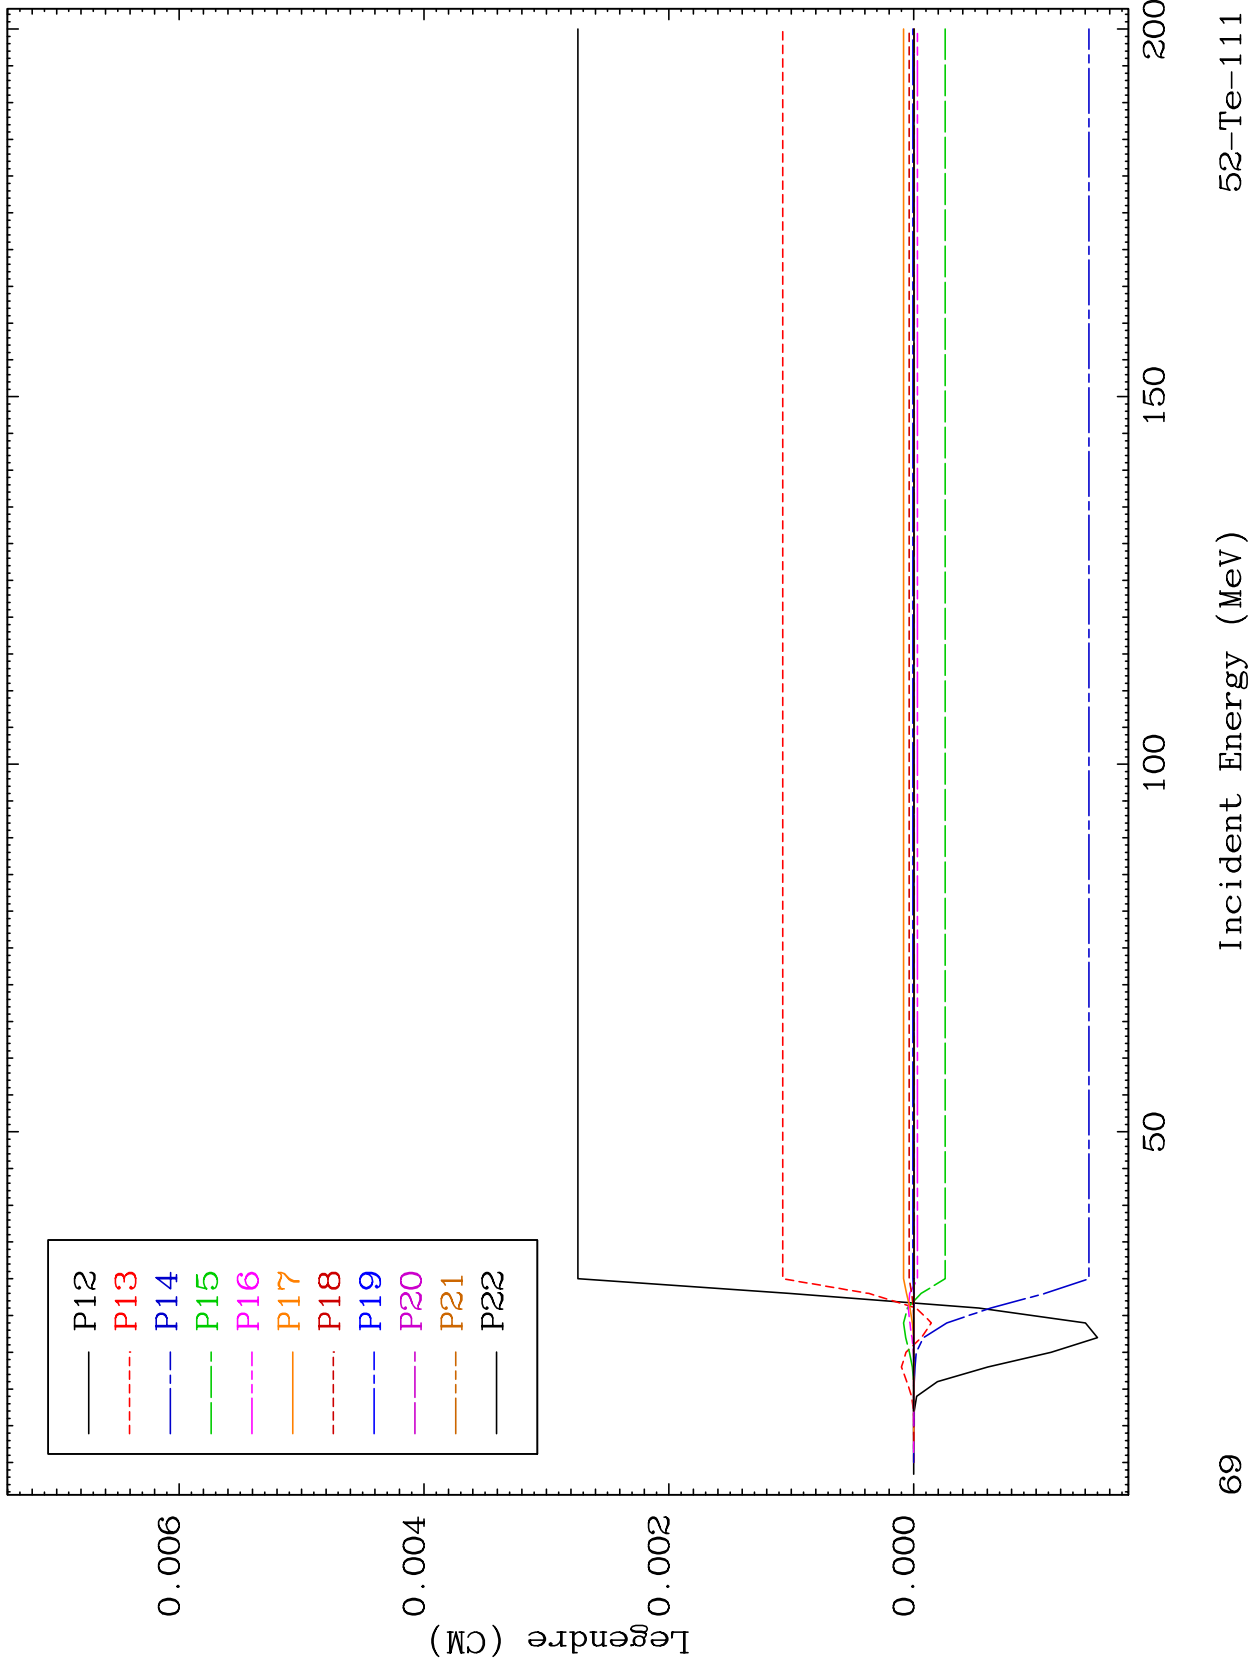 Legendre (CM)
0.006
0.004
0.002
0.000
P12
P13
P14
P15
P16
P17
P18
P19
P20
P21
P22
50
100
150
200
Incident Energy (MeV)
69
52-Te-111